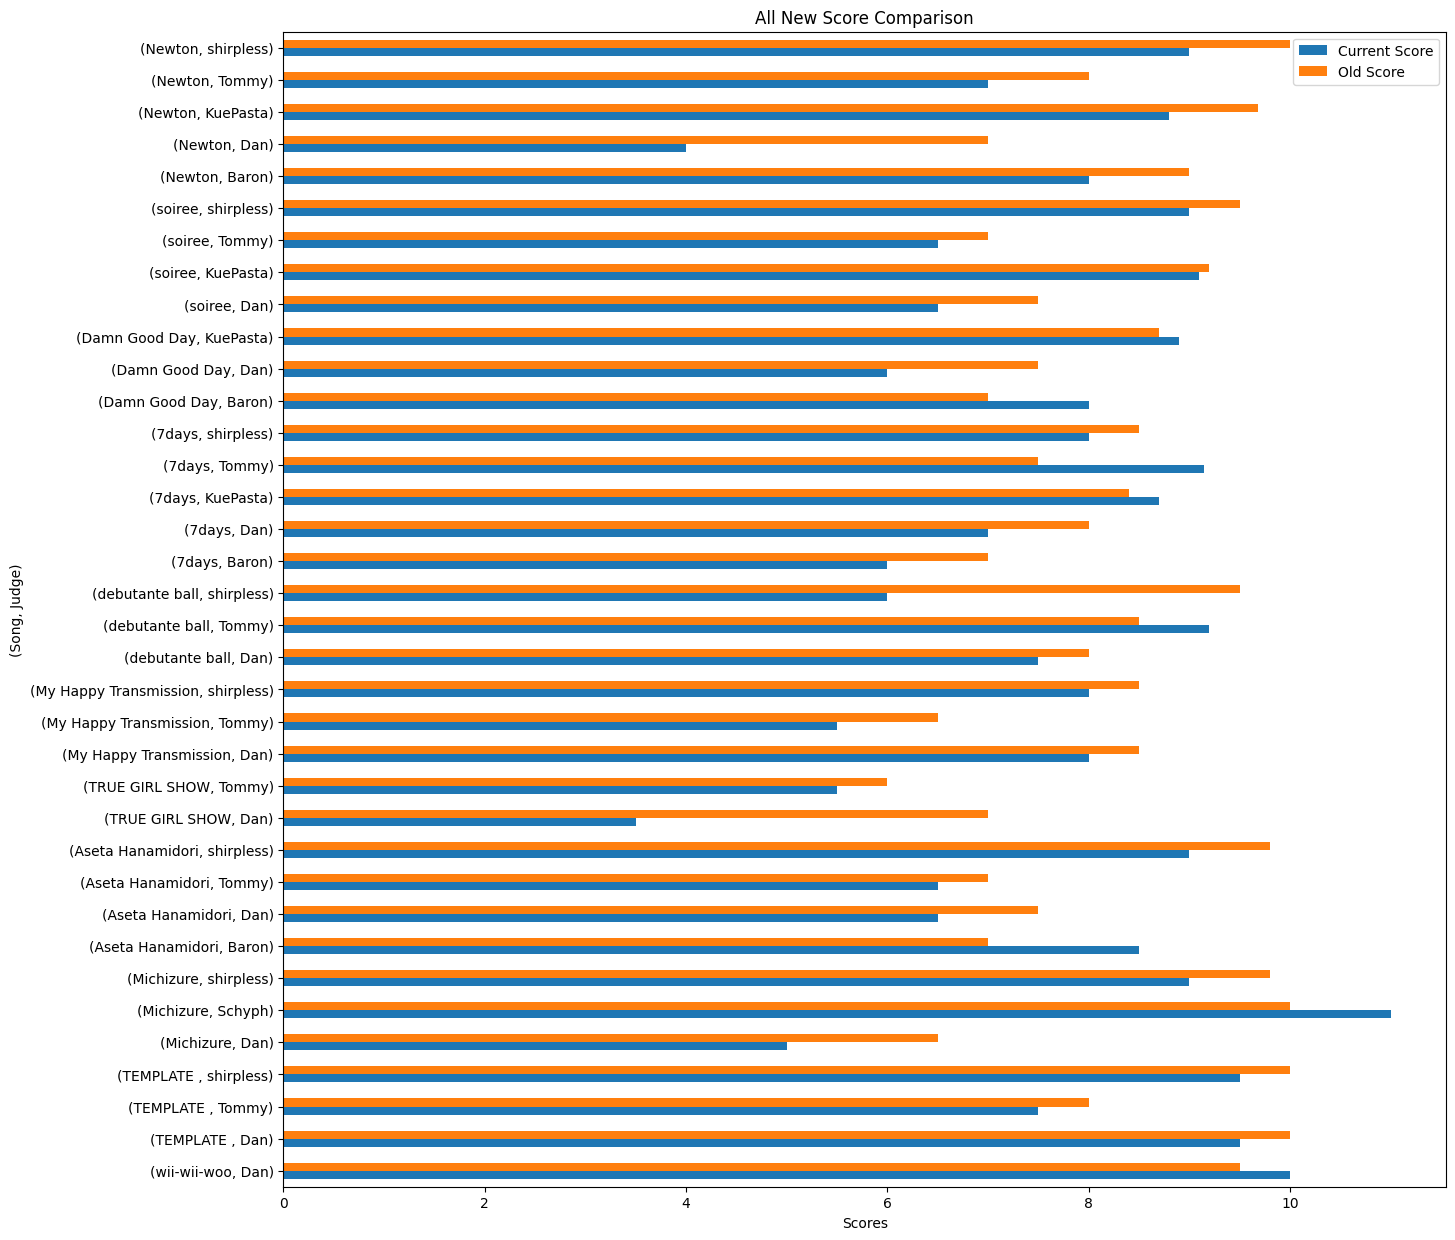 All New Score Comparison
Current Score
Old Score
(Newton, shirpless)
(Newton, Tommy)
(Newton, KuePasta)
(Newton, Dan)
(Newton, Baron)
(soiree, shirpless)
(soiree, Tommy)
(soiree, KuePasta)
(soiree, Dan)
(Damn Good Day, KuePasta)
(Damn Good Day, Dan)
(Damn Good Day, Baron)
(7days, shirpless)
(7days, Tommy)
(7days, KuePasta)
(7days, Dan)
(7days, Baron)
(debutante ball, shirpless)
(debutante ball, Tommy)
(debutante ball, Dan)
(My Happy Transmission, shirpless)
(My Happy Transmission, Tommy)
(My Happy Transmission, Dan)
(TRUE GIRL SHOW, Tommy)
(TRUE GIRL SHOW, Dan)
(Aseta Hanamidori, shirpless)
(Aseta Hanamidori, Tommy)
(Aseta Hanamidori, Dan)
(Aseta Hanamidori, Baron)
(Michizure, shirpless)
(Michizure, Schyph)
(Michizure, Dan)
(TEMPLATE , shirpless)
(TEMPLATE , Tommy)
(TEMPLATE , Dan)
(wii-wii-woo, Dan)
(Song, Judge)
0 2 4 6 8 10
Scores